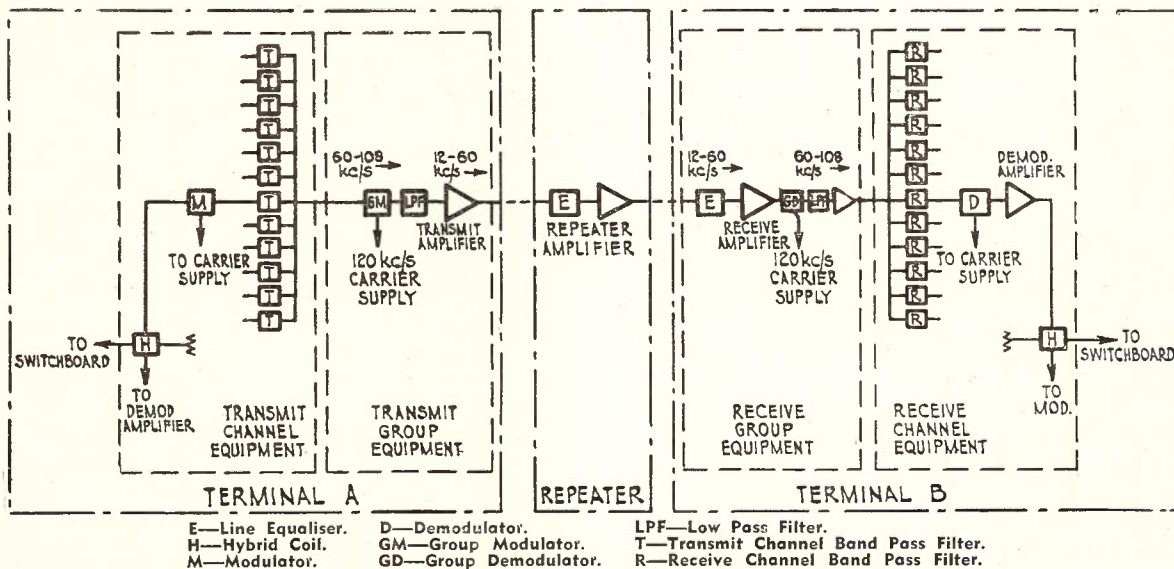 T
T
T
T
T
T
T
T
T
T
T
T
M
TO CARRIER
SUPPLY
H
TO
SWITCHBOARD
TO
DEMOD
AMPLIFIER
TRANSMIT
CHANNEL
EQUIPMENT
60-108
kc/s
12-60
kc/s
GM
LPF
TRANSMIT
AMPLIFIER
120 kc/s
CARRIER
SUPPLY
TRANSMIT
GROUP
EQUIPMENT
TERMINAL A
E
REPEATER
AMPLIFIER
REPEATER
12-60
kc/s
60-108
kc/s
E
GD
LPF
RECEIVE
AMPLIFIER
120 kc/s
CARRIER
SUPPLY
RECEIVE
GROUP
EQUIPMENT
R
R
R
R
R
R
R
R
R
R
R
R
DEMOD.
AMPLIFIER
D
TO CARRIER
SUPPLY
H
TO
SWITCHBOARD
TO
MOD.
RECEIVE
CHANNEL
EQUIPMENT
TERMINAL B
E—Line Equaliser. D—Demodulator. LPF—Low Pass Filter.
H—Hybrid Coil. GM—Group Modulator. T—Transmit Channel Band Pass Filter.
M—Modulator. GD—Group Demodulator. R—Receive Channel Band Pass Filter.